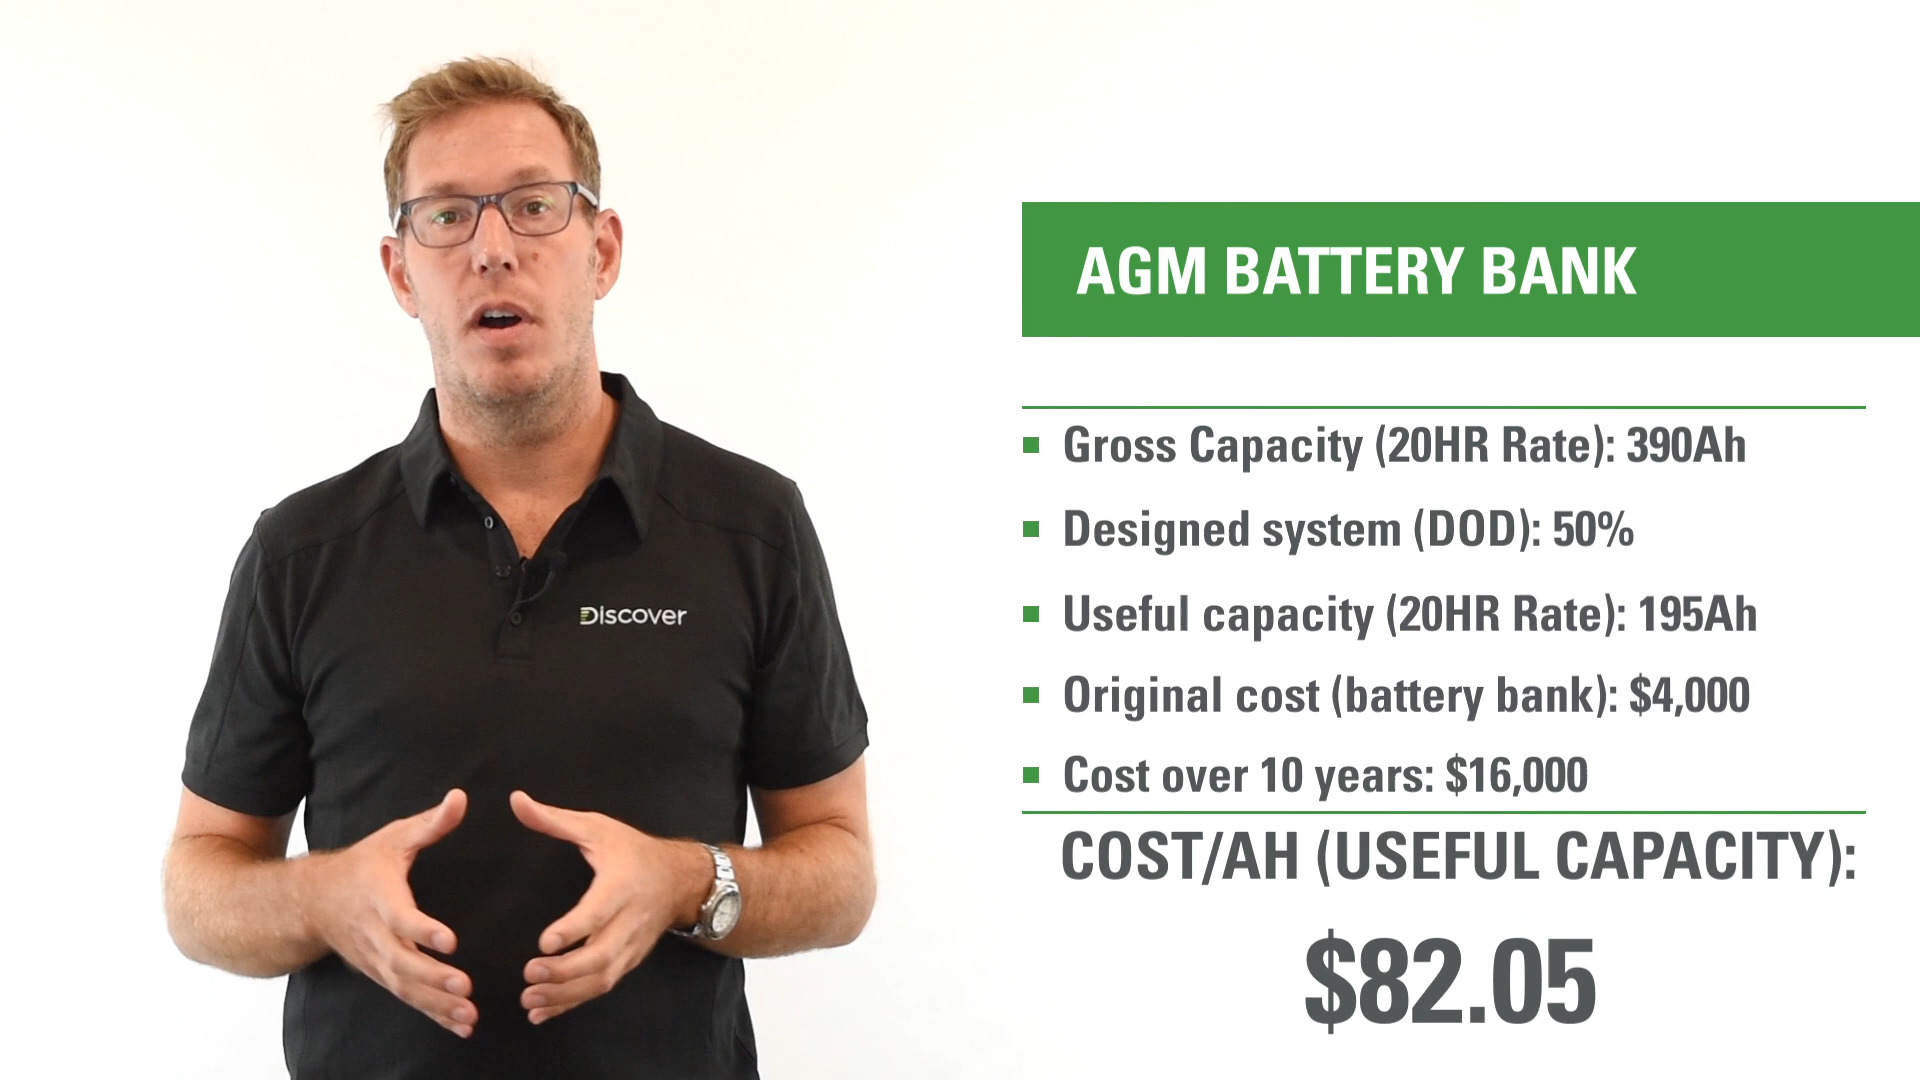 Discover
AGM BATTERY BANK
Gross Capacity (20HR Rate): 390Ah
Designed system (DOD): 50%
Useful capacity (20HR Rate): 195Ah
Original cost (battery bank): $4,000
Cost over 10 years: $16,000
COST/AH (USEFUL CAPACITY):
$82.05